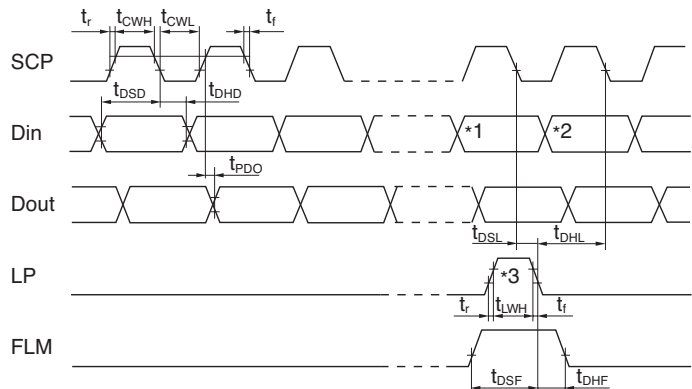 tr tCWH tCWL tf
SCP
tDSD tDHD
Din *1 *2
tPDO
Dout
tDSL tDHL
LP *3
tr tLWH tf
FLM
tDSF tDHF